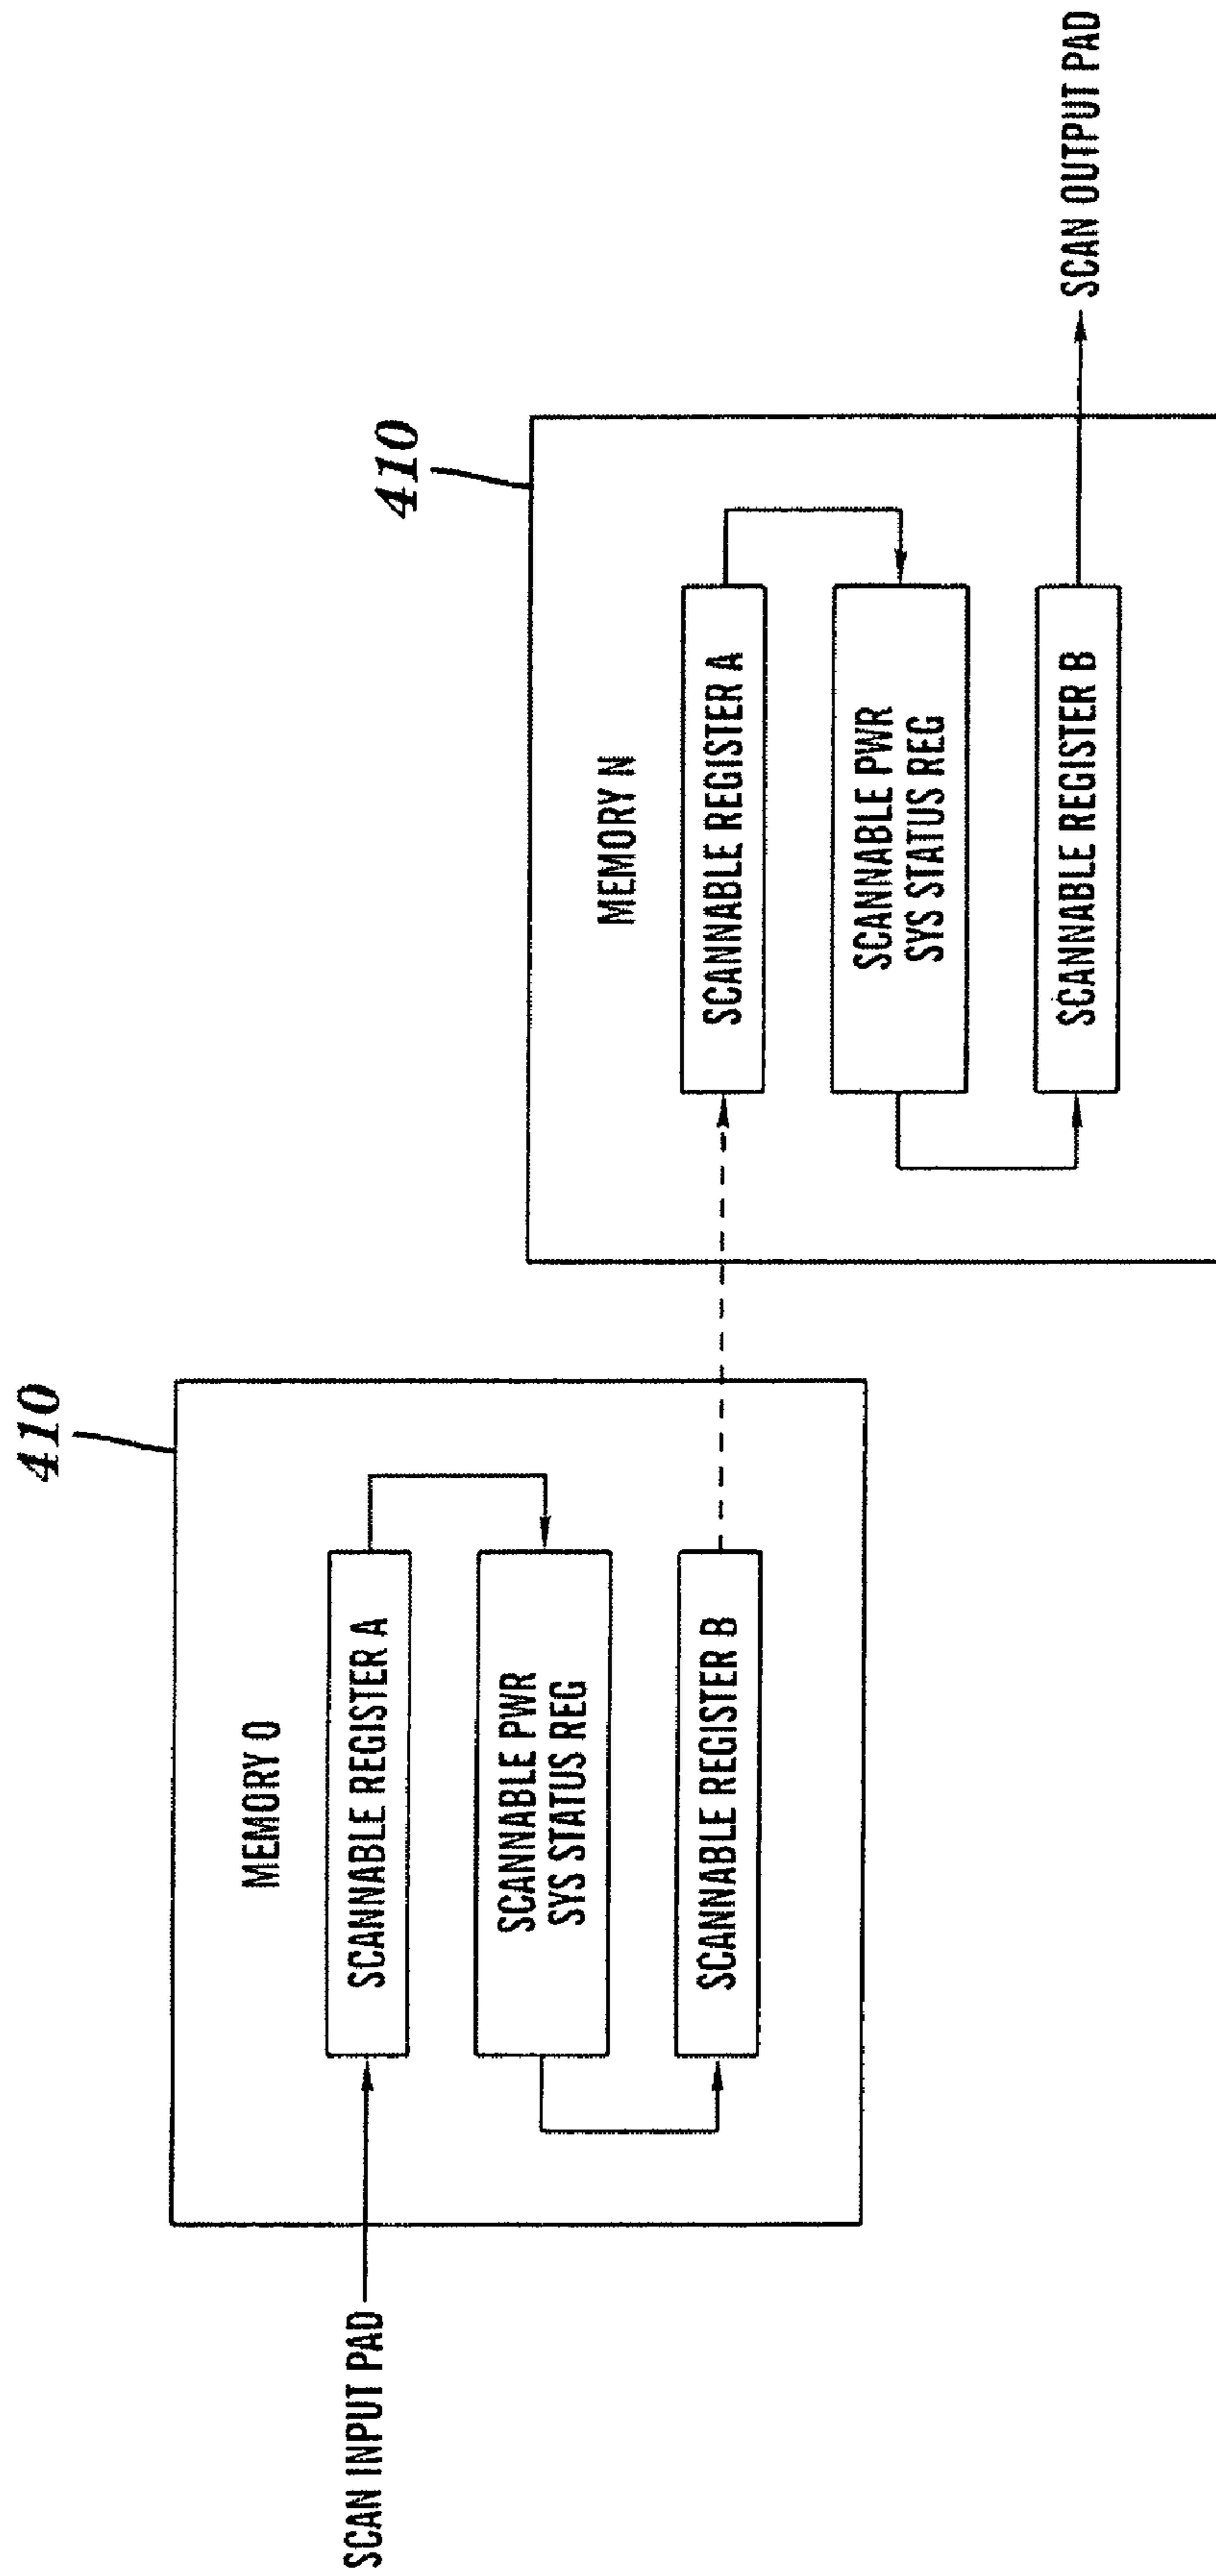 SCAN INPUT PAD
410
MEMORY 0
SCANNABLE REGISTER A
SCANNABLE PWR
SYS STATUS REG
SCANNABLE REGISTER B
410
MEMORY N
SCANNABLE REGISTER A
SCANNABLE PWR
SYS STATUS REG
SCANNABLE REGISTER B
SCAN OUTPUT PAD